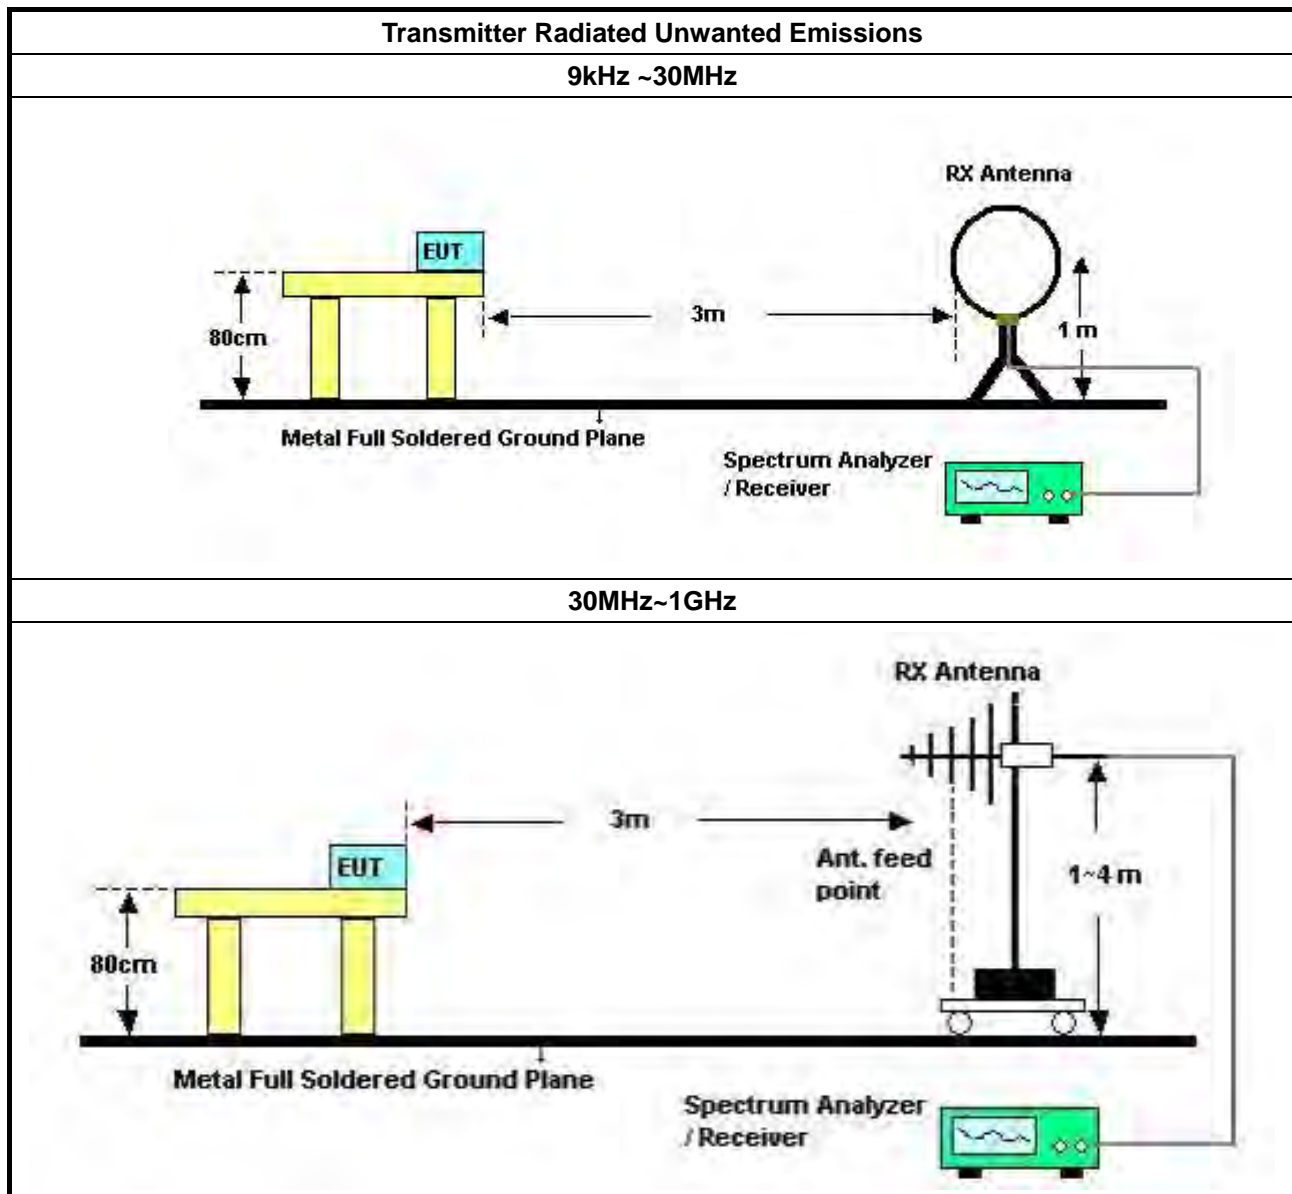 Transmitter Radiated Unwanted Emissions
9kHz ~30MHz
RX Antenna
EUT
80cm
3m
1 m
Metal Full Soldered Ground Plane
Spectrum Analyzer
/ Receiver
30MHz~1GHz
RX Antenna
3m
EUT
Ant. feed
point
1~4 m
80cm
Metal Full Soldered Ground Plane
Spectrum Analyzer
/ Receiver